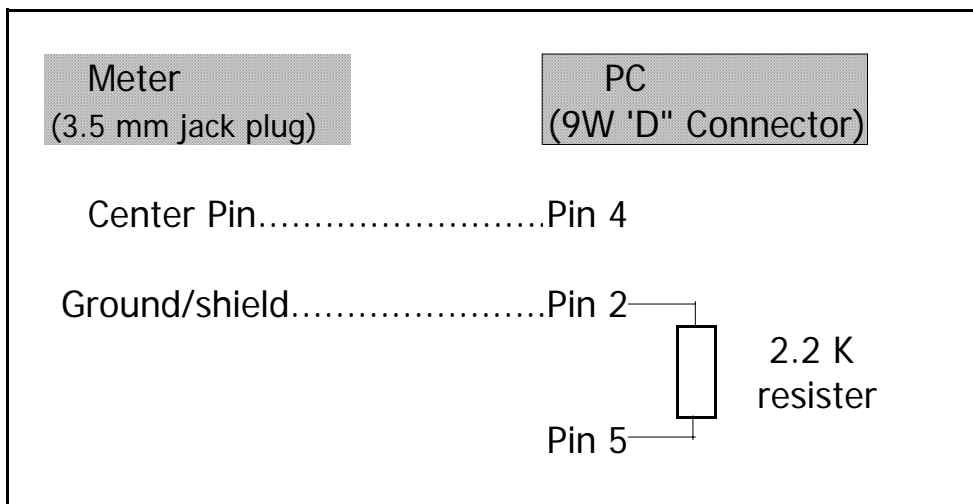 Meter
(3.5 mm jack plug)
PC
(9W 'D" Connector)
Center Pin..........................Pin 4
Ground/shield.......................Pin 2
2.2 K
resister
Pin 5